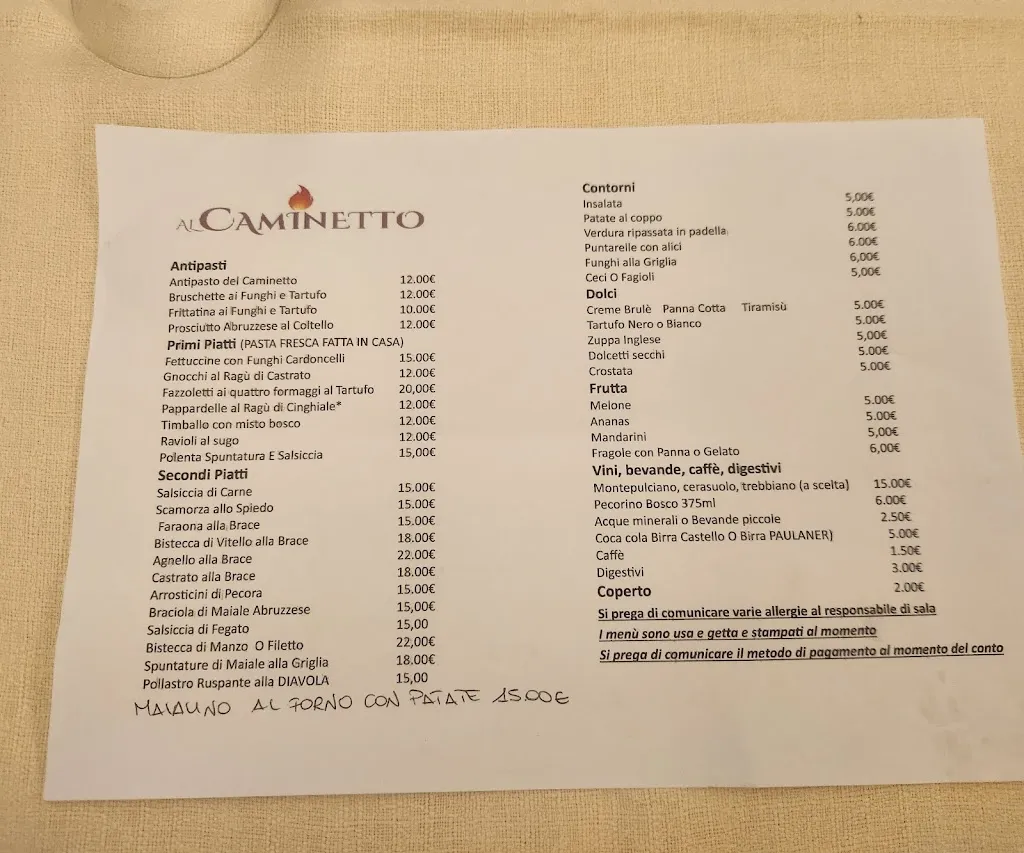 AL CAMINETTO
Antipasti
Antipasto del Caminetto 12.00€
Bruschette ai Funghi e Tartufo 12.00€
Frittatina ai Funghi e Tartufo 10.00€
Prosciutto Abruzzese al Coltello 12.00€
Primi Piatti (PASTA FRESCA FATTA IN CASA)
Fettuccine con Funghi Cardoncelli 15.00€
Gnocchi al Ragù di Castrato 12.00€
Fazzoletti ai quattro formaggi al Tartufo 20,00€
Pappardelle al Ragù di Cinghiale* 12.00€
Timballo con misto bosco 12.00€
Ravioli al sugo 12.00€
Polenta Spuntatura E Salsiccia 15,00€
Secondi Piatti
Salsiccia di Carne 15.00€
Scamorza allo Spiedo 15.00€
Faraona alla Brace 15.00€
Bistecca di Vitello alla Brace 18.00€
Agnello alla Brace 22.00€
Castrato alla Brace 18.00€
Arrosticini di Pecora 15.00€
Braciola di Maiale Abruzzese 15,00€
Salsiccia di Fegato 15,00
Bistecca di Manzo O Filetto 22,00€
Spuntature di Maiale alla Griglia 18.00€
Pollastro Ruspante alla DIAVOLA 15,00
MAIALINO AL FORNO CON PATATE 15.00€
Contorni
Insalata 5,00€
Patate al coppo 5.00€
Verdura ripassata in padella 6.00€
Puntarelle con alici 6.00€
Funghi alla Griglia 6,00€
Ceci O Fagioli 5,00€
Dolci
Creme Brulè Panna Cotta Tiramisù 5.00€
Tartufo Nero o Bianco 5.00€
Zuppa Inglese 5,00€
Dolcetti secchi 5.00€
Crostata 5.00€
Frutta
Melone 5.00€
Ananas 5.00€
Mandarini 5,00€
Fragole con Panna o Gelato 6,00€
Vini, bevande, caffè, digestivi
Montepulciano, cerasuolo, trebbiano (a scelta) 15.00€
Pecorino Bosco 375ml 6.00€
Acque minerali o Bevande piccole 2.50€
Coca cola Birra Castello O Birra PAULANER) 5.00€
Caffè 1.50€
Digestivi 3.00€
Coperto 2.00€
Si prega di comunicare varie allergie al responsabile di sala
I menù sono usa e getta e stampati al momento
Si prega di comunicare il metodo di pagamento al momento del conto